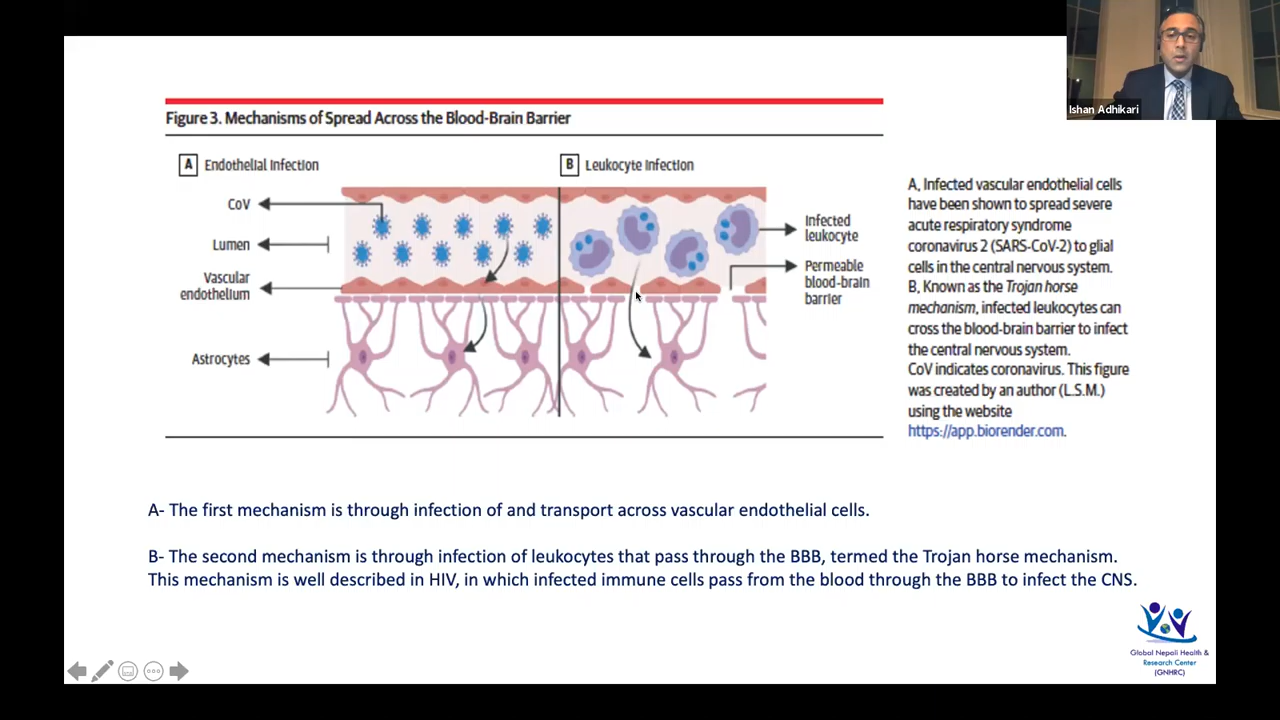 Ishan Adhikari
Figure 3. Mechanisms of Spread Across the Blood-Brain Barrier
A Endothelial Infection
B Leukocyte Infection
CoV
Lumen
Vascular
endothelium
Astrocytes
Infected
leukocyte
Permeable
blood-brain
barrier
A, Infected vascular endothelial cells
have been shown to spread severe
acute respiratory syndrome
coronavirus 2 (SARS-CoV-2) to glial
cells in the central nervous system.
B, Known as the Trojan horse
mechanism, infected leukocytes can
cross the blood-brain barrier to infect
the central nervous system.
CoV indicates coronavirus. This figure
was created by an author (L.S.M.)
using the website
https://app.biorender.com.
A- The first mechanism is through infection of and transport across vascular endothelial cells.
B- The second mechanism is through infection of leukocytes that pass through the BBB, termed the Trojan horse mechanism.
This mechanism is well described in HIV, in which infected immune cells pass from the blood through the BBB to infect the CNS.
Global Nepali Health &
Research Center
(GNHRC)